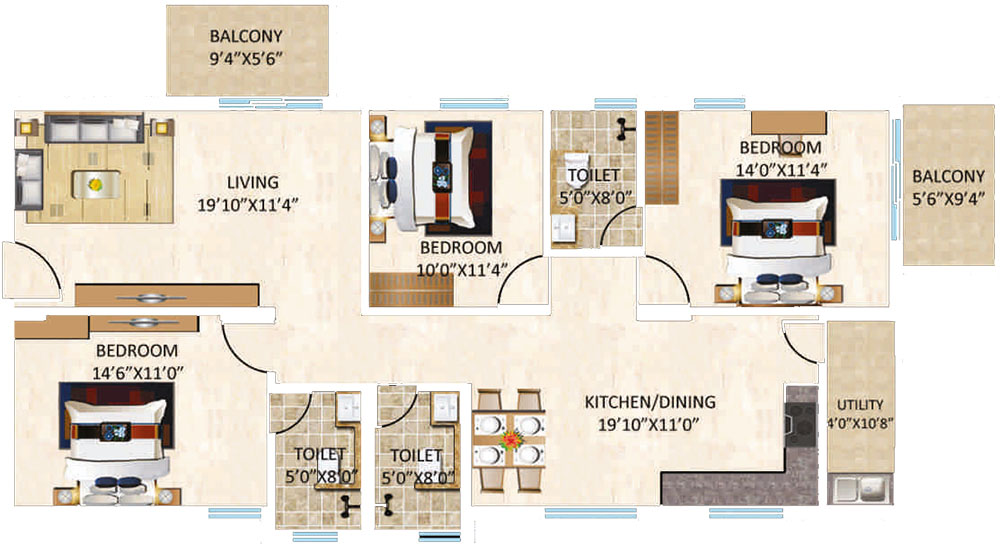 BALCONY
9'4"X5'6"
LIVING
19'10"X11'4"
BEDROOM
10'0"X11'4"
TOILET
5'0"X8'0"
BEDROOM
14'0"X11'4"
BALCONY
5'6"X9'4"
BEDROOM
14'6"X11'0"
TOILET
5'0"X8'0"
TOILET
5'0"X8'0"
KITCHEN/DINING
19'10"X11'0"
UTILITY
4'0"X10'8"